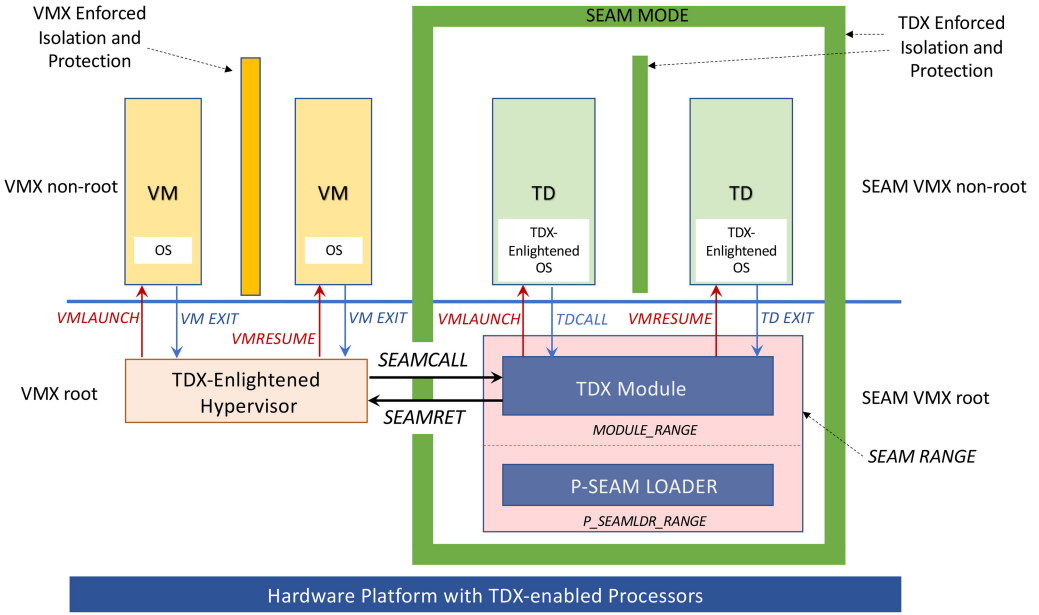 VMX Enforced
Isolation and
Protection
SEAM MODE
TDX Enforced
Isolation and
Protection
VMX non-root
VM
OS
VM
OS
TD
TDX-
Enlightened
OS
TD
TDX-
Enlightened
OS
SEAM VMX non-root
VMLAUNCH
VM EXIT
VMRESUME
VM EXIT
VMLAUNCH
TDCALL
VMRESUME
TD EXIT
VMX root
TDX-Enlightened
Hypervisor
SEAMCALL
SEAMRET
TDX Module
MODULE_RANGE
SEAM VMX root
SEAM RANGE
P-SEAM LOADER
P_SEAMLDR_RANGE
Hardware Platform with TDX-enabled Processors